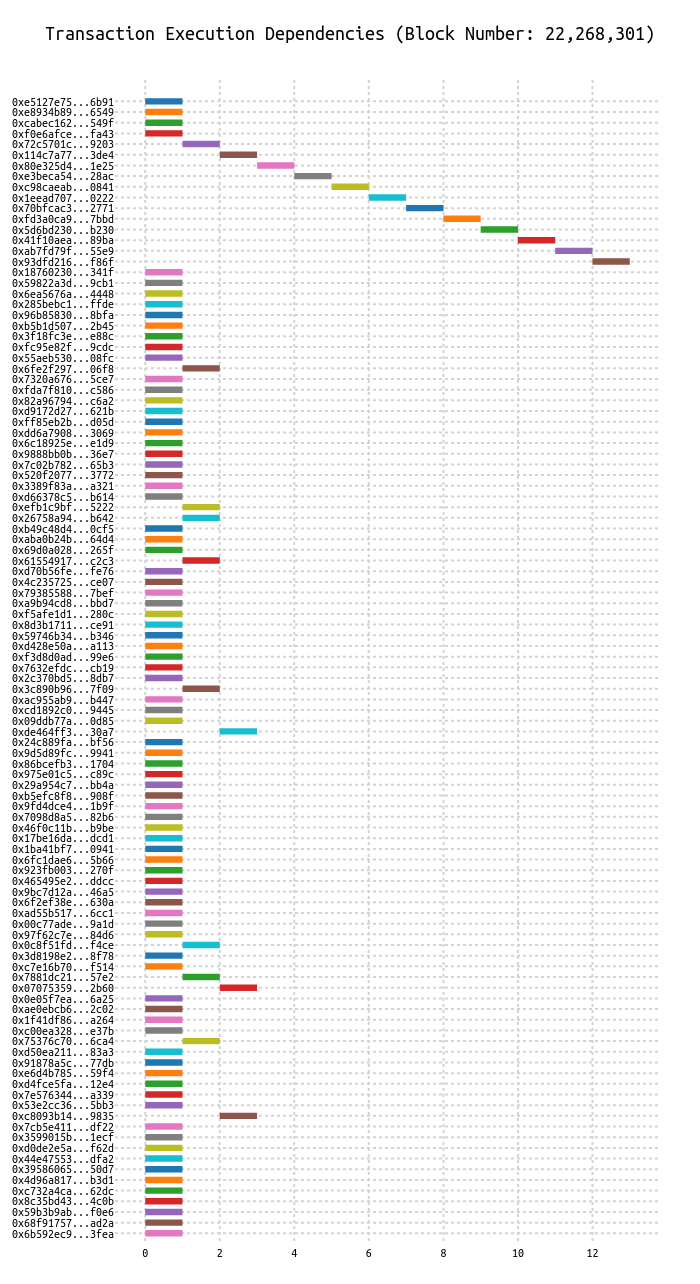 Transaction Execution Dependencies (Block Number: 22,268,301)
0xe5127e75...6b91
0xe8934b89...6549
0xcabec162...549f
0xf0e6afce...fa43
0x72c5701c...9203
0x114c7a77...3de4
0x80e325d4...1e25
0xe3beca54...28ac
0xc98caeab...0841
0x1eead707...0222
0x70bfcac3...2771
0xfd3a0ca9...7bbd
0x5d6bd230...b230
0x41f10aea...89ba
0xab7fd79f...55e9
0x93dfd216...f86f
0x18760230...341f
0x59822a3d...9cb1
0x6ea5676a...4448
0x285bebc1...ffde
0x96b85830...8bfa
0xb5b1d507...2b45
0x3f18fc3e...e88c
0xfc95e82f...9cdc
0x55aeb530...08fc
0x6fe2f297...06f8
0x7320a676...5ce7
0xfda7f810...c586
0x82a96794...c6a2
0xd9172d27...621b
0xff85eb2b...d05d
0xdd6a7908...3069
0x6c18925e...e1d9
0x9888bb0b...36e7
0x7c02b782...65b3
0x520f2077...3772
0x3389f83a...a321
0xd66378c5...b614
0xefb1c9bf...5222
0x26758a94...b642
0xb49c48d4...0cf5
0xaba0b24b...64d4
0x69d0a028...265f
0x61554917...c2c3
0xd70b56fe...fe76
0x4c235725...ce07
0x79385588...7bef
0xa9b94cd8...bbd7
0xf5afe1d1...280c
0x8d3b1711...ce91
0x59746b34...b346
0xd428e50a...a113
0xf3d8d0ad...99e6
0x7632efdc...cb19
0x2c370bd5...8db7
0x3c890b96...7f09
0xac955ab9...b447
0xcd1892c0...9445
0x09ddb77a...0d85
0xde464ff3...30a7
0x24c889fa...bf56
0x9d5d89fc...9941
0x86bcefb3...1704
0x975e01c5...c89c
0x29a954c7...bb4a
0xb5efc8f8...908f
0x9fd4dce4...1b9f
0x7098d8a5...82b6
0x46f0c11b...b9be
0x17be16da...dcd1
0x1ba41bf7...0941
0x6fc1dae6...5b66
0x923fb003...270f
0x465495e2...ddcc
0x9bc7d12a...46a5
0x6f2ef38e...630a
0xad55b517...6cc1
0x00c77ade...9a1d
0x97f62c7e...84d6
0x0c8f51fd...f4ce
0x3d8198e2...8f78
0xc7e16b70...f514
0x7881dc21...57e2
0x07075359...2b60
0x0e05f7ea...6a25
0xae0ebcb6...2c02
0x1f41df86...a264
0xc00ea328...e37b
0x75376c70...6ca4
0xd50ea211...83a3
0x91878a5c...77db
0xe6d4b785...59f4
0xd4fce5fa...12e4
0x7e576344...a339
0x53e2cc36...5bb3
0xc8093b14...9835
0x7cb5e411...df22
0x3599015b...1ecf
0xd0de2e5a...f62d
0x44e47553...dfa2
0x39586065...50d7
0x4d96a817...b3d1
0xc732a4ca...62dc
0x8c35bd43...4c0b
0x59b3b9ab...f0e6
0x68f91757...ad2a
0x6b592ec9...3fea
0 2 4 6 8 10 12